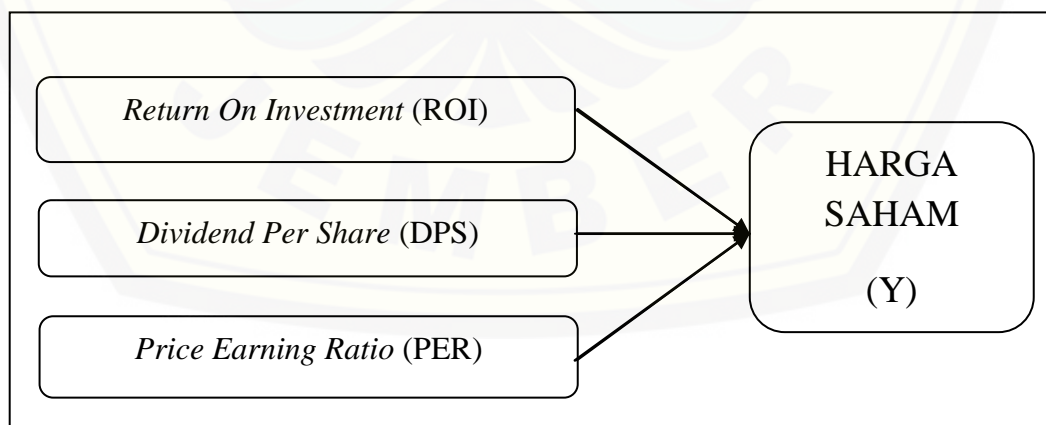 Return On Investment (ROI)
HARGA
SAHAM
Dividend Per Share (DPS)
(Y)
Price Earning Ratio (PER)